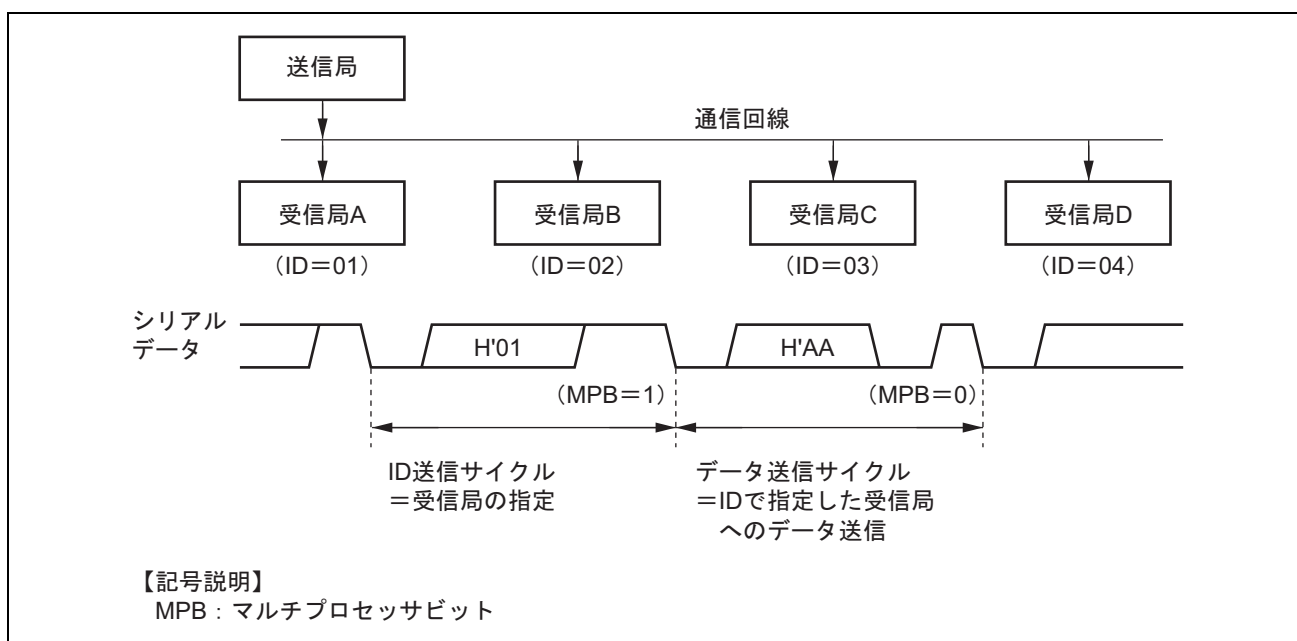 送信局
通信回線
受信局A
受信局B
受信局C
受信局D
（ID＝01）
（ID＝02）
（ID＝03）
（ID＝04）
シリアル
データ
H'01
H'AA
（MPB＝1）
（MPB＝0）
ID送信サイクル
＝受信局の指定
データ送信サイクル
＝IDで指定した受信局
へのデータ送信
【記号説明】
MPB：マルチプロセッサビット